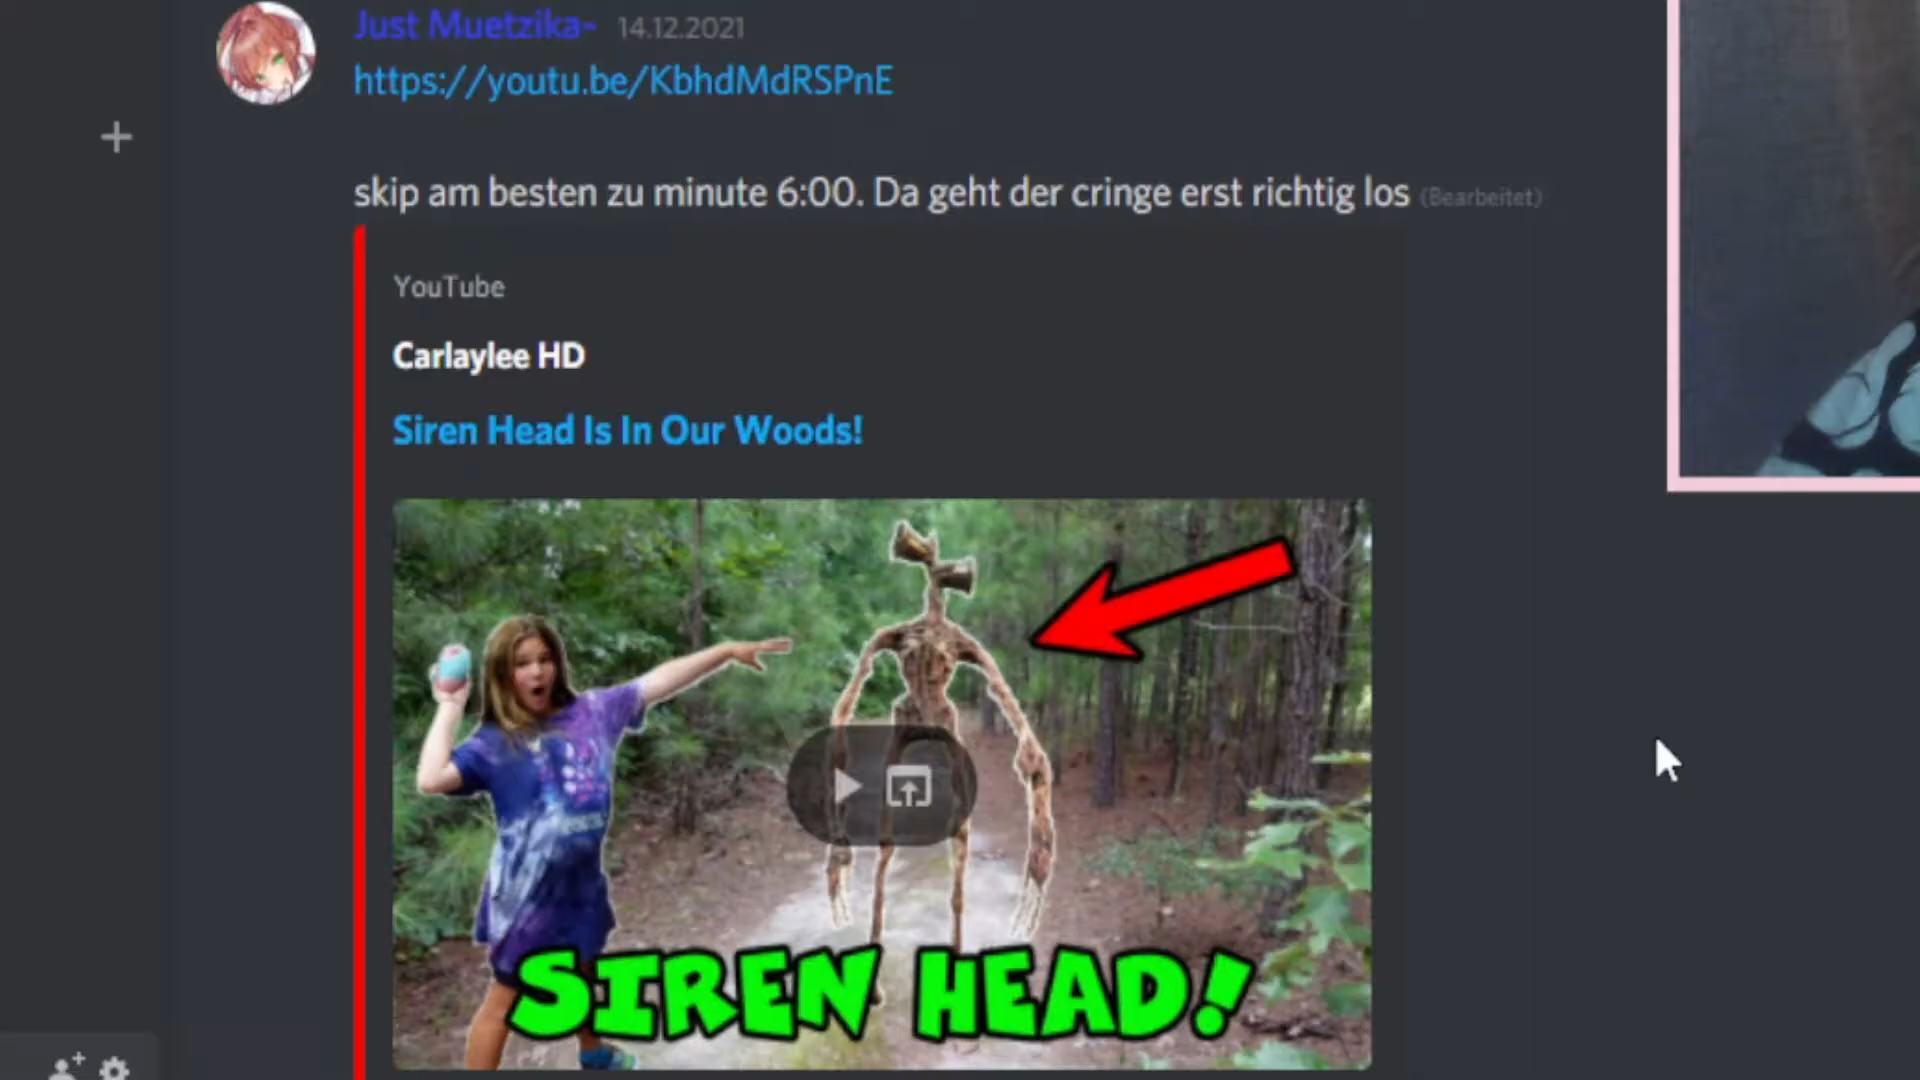 Just Muetzika- 14.12.2021
https://youtu.be/KbhdMdRSPnE
skip am besten zu minute 6:00. Da geht der cringe erst richtig los (Bearbeitet)
YouTube
Carlaylee HD
Siren Head Is In Our Woods!
SIREN HEAD!